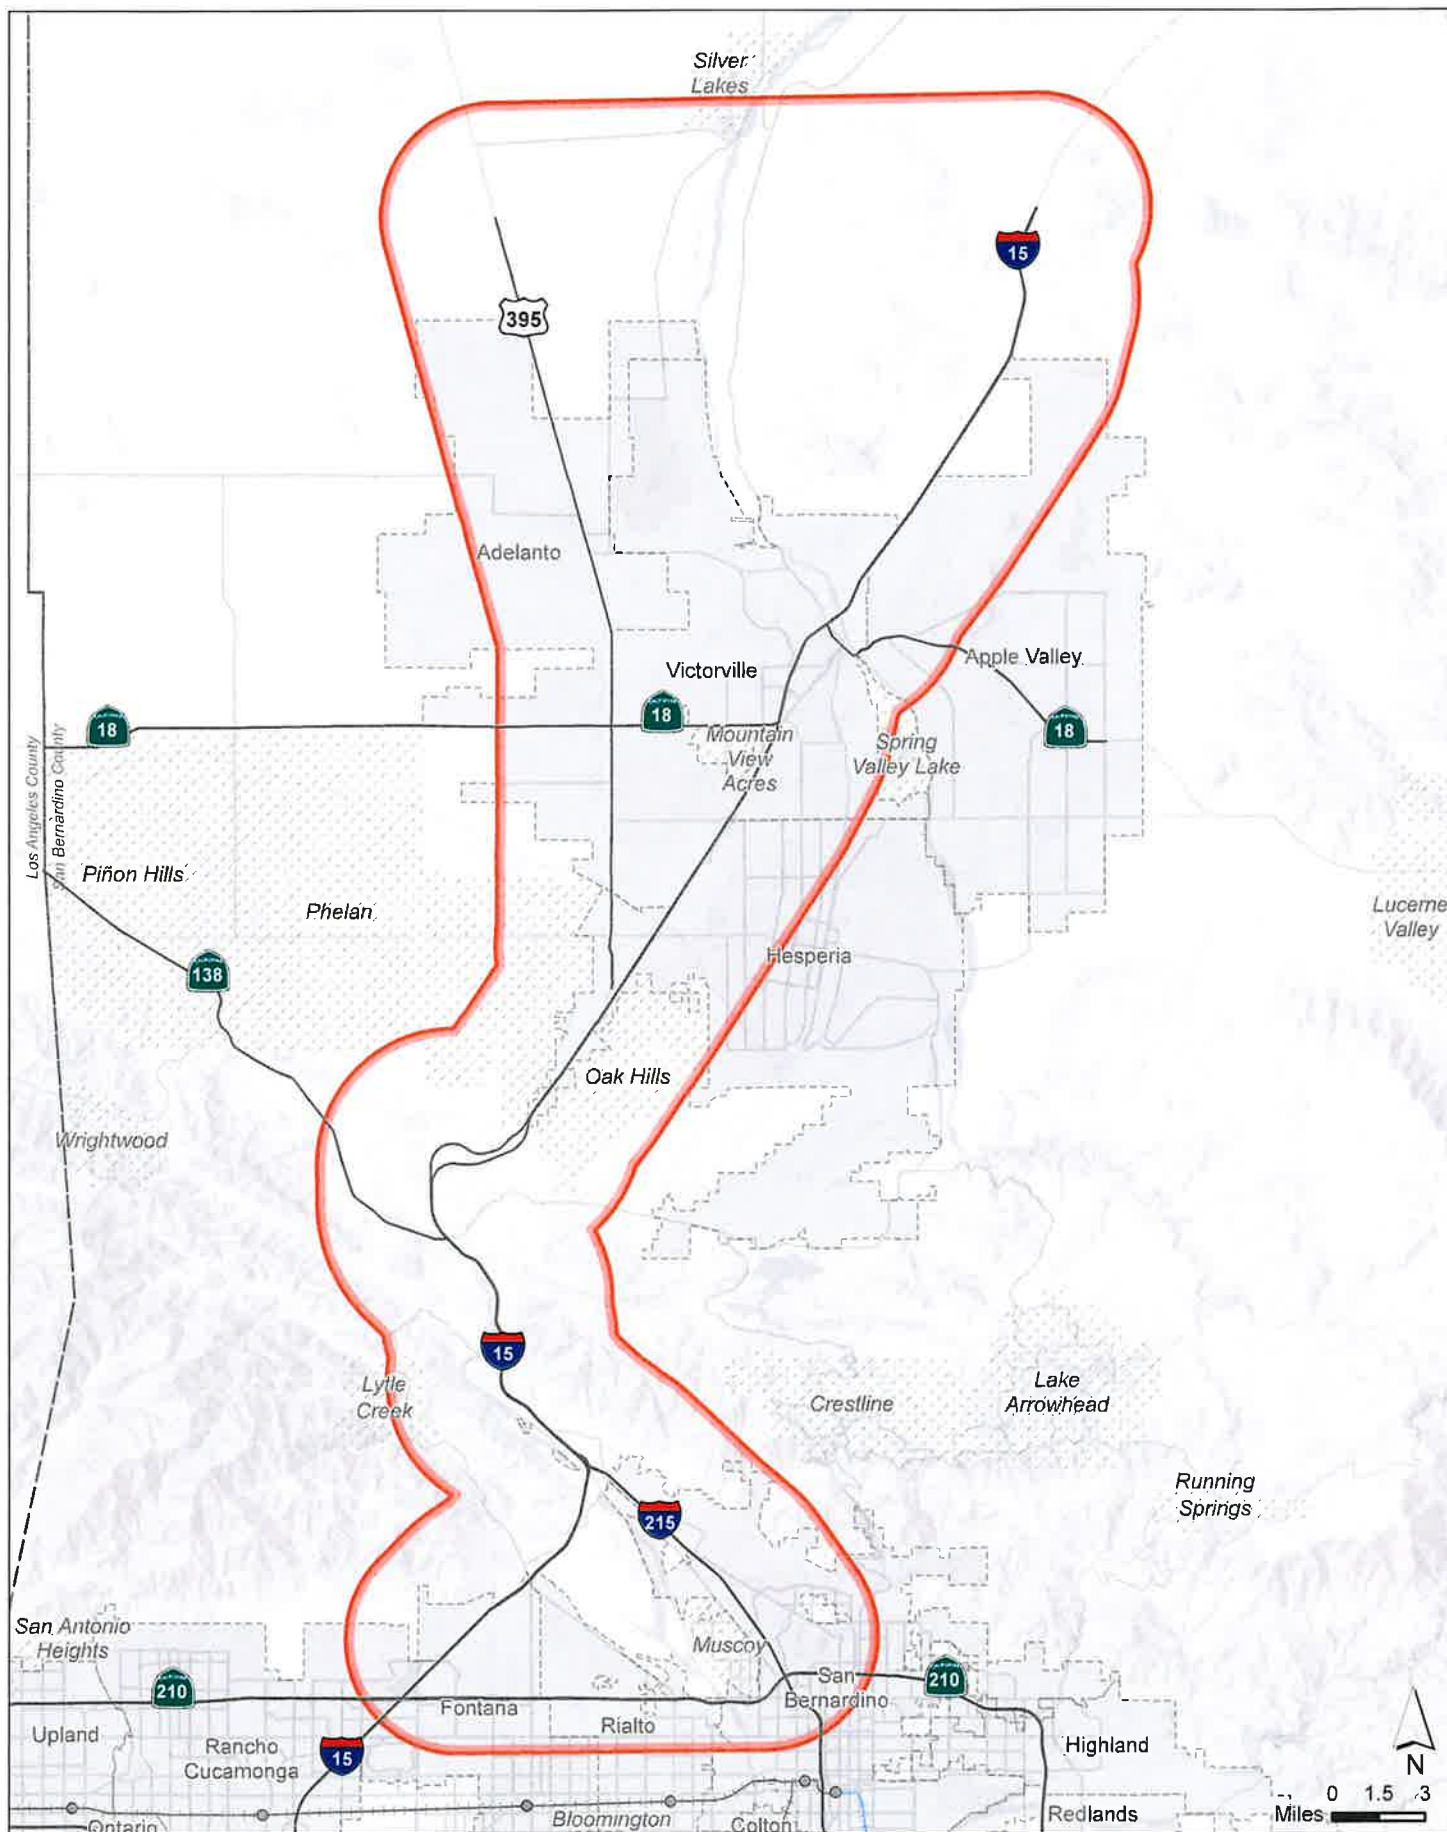 Silver
Lakes
15
395
Adelanto
Victorville
Apple Valley
18
18
18
Mountain
View
Acres
Spring
Valley Lake
Los Angeles County
San Bernardino County
Piñon Hills
Phelan
Lucerne
Valley
138
Hesperia
Oak Hills
Wrightwood
15
Lytle
Creek
Crestline
Lake
Arrowhead
Running
Springs
215
San Antonio
Heights
Muscoy
210
San
Bernardino
210
Fontana
Upland
Rialto
Rancho
Cucamonga
15
Highland
N
0 1.5 3
Miles
Ontario
Bloomington
Colton
Redlands